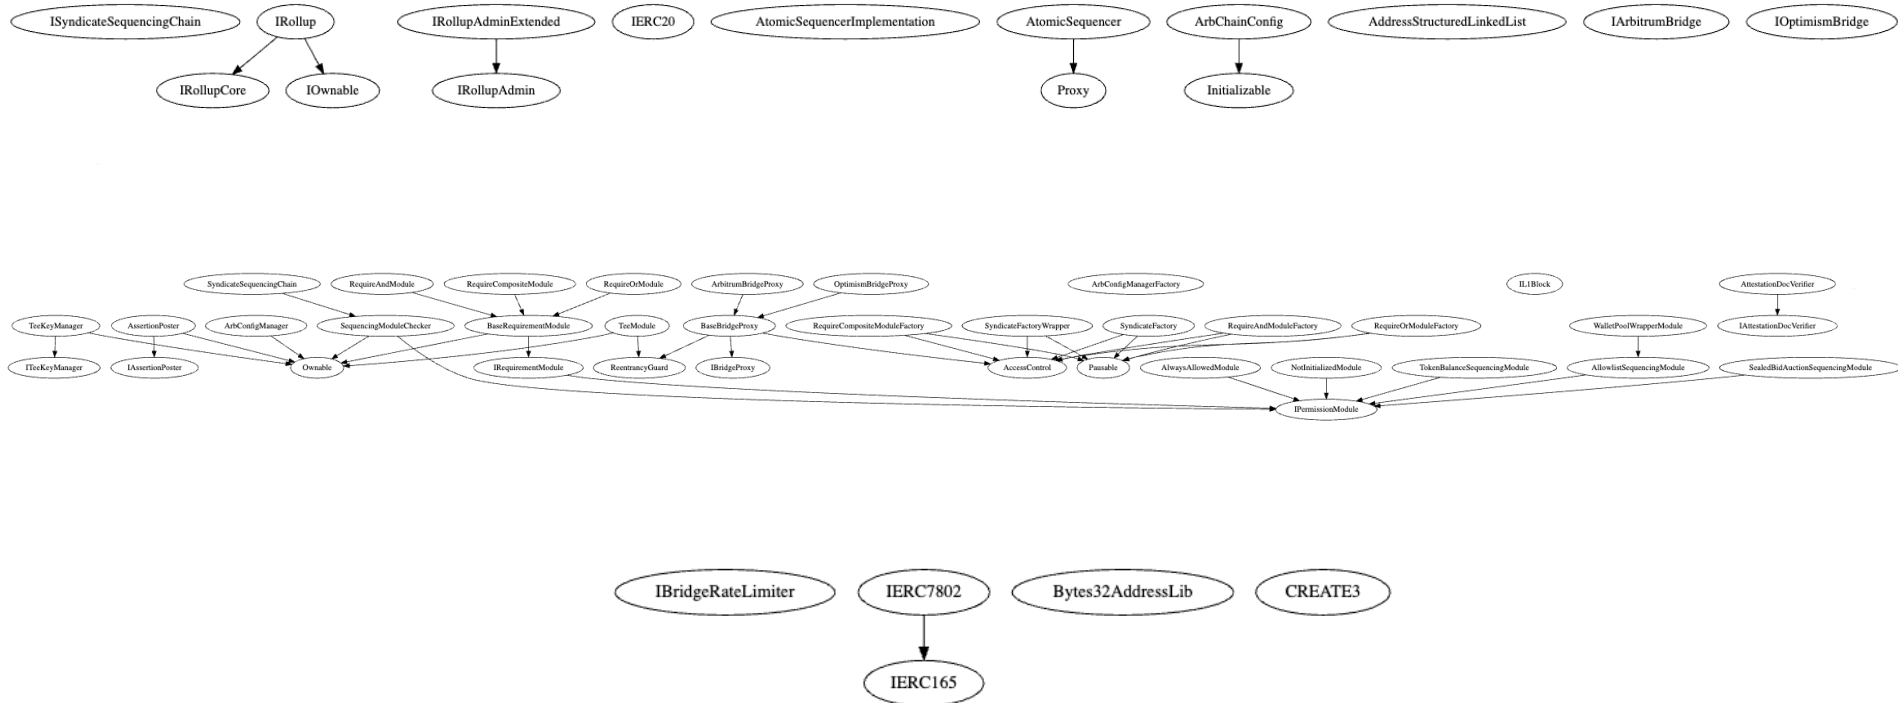 ISyndicateSequencingChain IRollup IRollupAdminExtended IERC20 AtomicSequencerImplementation AtomicSequencer ArbChainConfig AddressStructuredLinkedList IArbitrumBridge IOptimismBridge
IRollupCore IOwnable IRollupAdmin Proxy Initializable
SyndicateSequencingChain RequireAndModule RequireCompositeModule RequireOrModule ArbitrumBridgeProxy OptimismBridgeProxy ArbConfigManagerFactory IL1Block AttestationDocVerifier
TeeKeyManager AssertionPoster ArbConfigManager SequencingModuleChecker BaseRequirementModule TeeModule BaseBridgeProxy RequireCompositeModuleFactory SyndicateFactoryWrapper SyndicateFactory RequireAndModuleFactory RequireOrModuleFactory WalletPoolWrapperModule IAttestationDocVerifier
ITeeKeyManager IAssertionPoster Ownable IRequirementModule ReentrancyGuard IBridgeProxy AccessControl Pausable AlwaysAllowedModule NotInitializedModule TokenBalanceSequencingModule AllowlistSequencingModule SealedBidAuctionSequencingModule
IPermissionModule
IBridgeRateLimiter IERC7802 Bytes32AddressLib CREATE3
IERC165